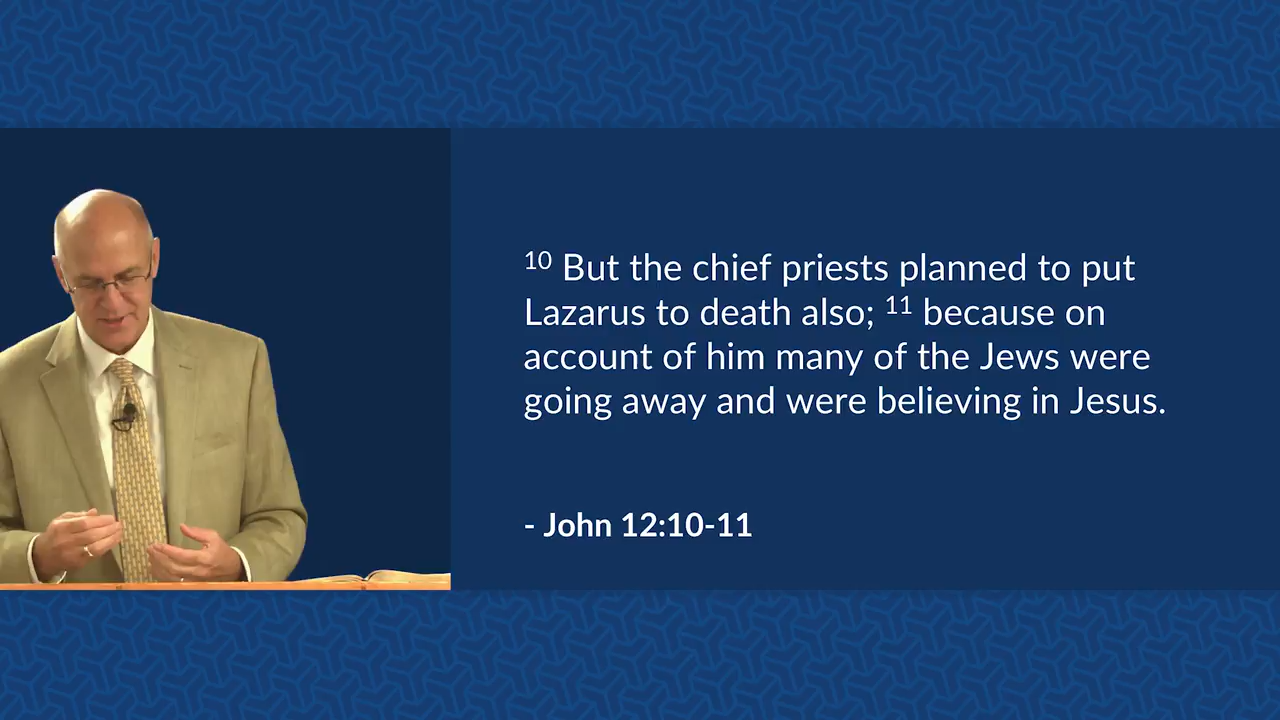 10 But the chief priests planned to put
Lazarus to death also; 11 because on
account of him many of the Jews were
going away and were believing in Jesus.
- John 12:10-11